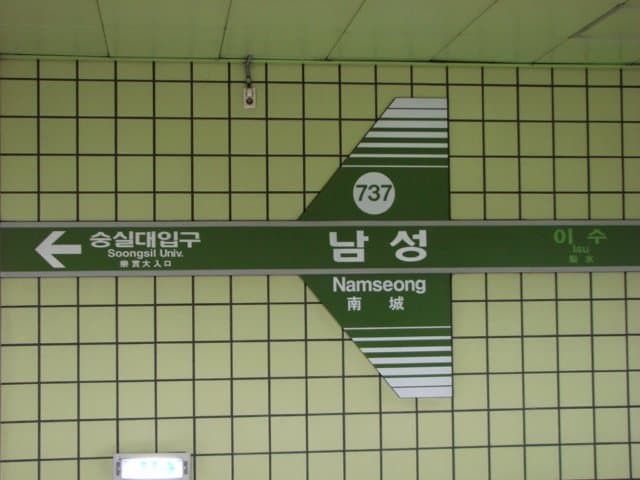 737
숭실대입구
Soongsil Univ.
崇實大入口
남성
Namseong
南城
이수
Isu
梨水